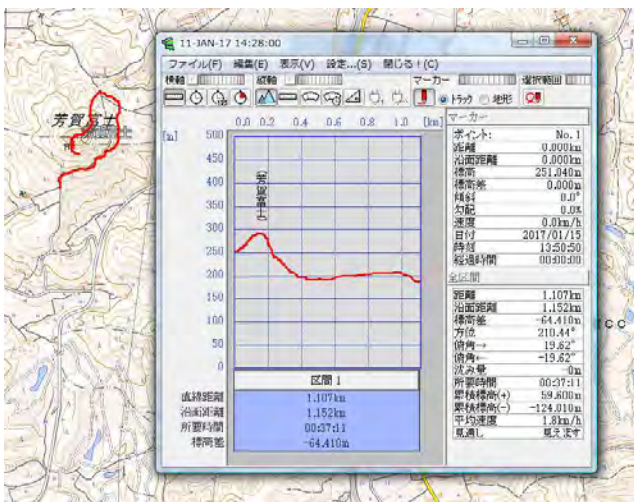 11-JAN-17 14:28:00
ファイル(F) 編集(E) 表示(V) 設定...(S) 閉じる!(C)
横軸 縦軸 マーカー 選択範囲
トラック 地形
芳賀富士
0.0 0.2 0.4 0.6 0.8 1.0 [km]
[m]
500
450
400
350
300
250
200
150
100
50
0
(芳賀富士)
マーカー
ポイント: No. 1
距離 0.000km
沿面距離 0.000km
標高 251.040m
標高差 0.000m
傾斜 0.0°
勾配 0.0%
速度 0.0km/h
日付 2017/01/15
時刻 13:50:50
経過時間 00:00:00
全区間
距離 1.107km
沿面距離 1.152km
標高差 -64.410m
方位 210.44°
俯角→ 19.62°
俯角← -19.62°
沈み量 -0m
所要時間 00:37:11
累積標高(+) 59.600m
累積標高(-) -124.010m
平均速度 1.8km/h
見通し 見えます
区間 1
直線距離 1.107km
沿面距離 1.152km
所要時間 00:37:11
標高差 -64.410m